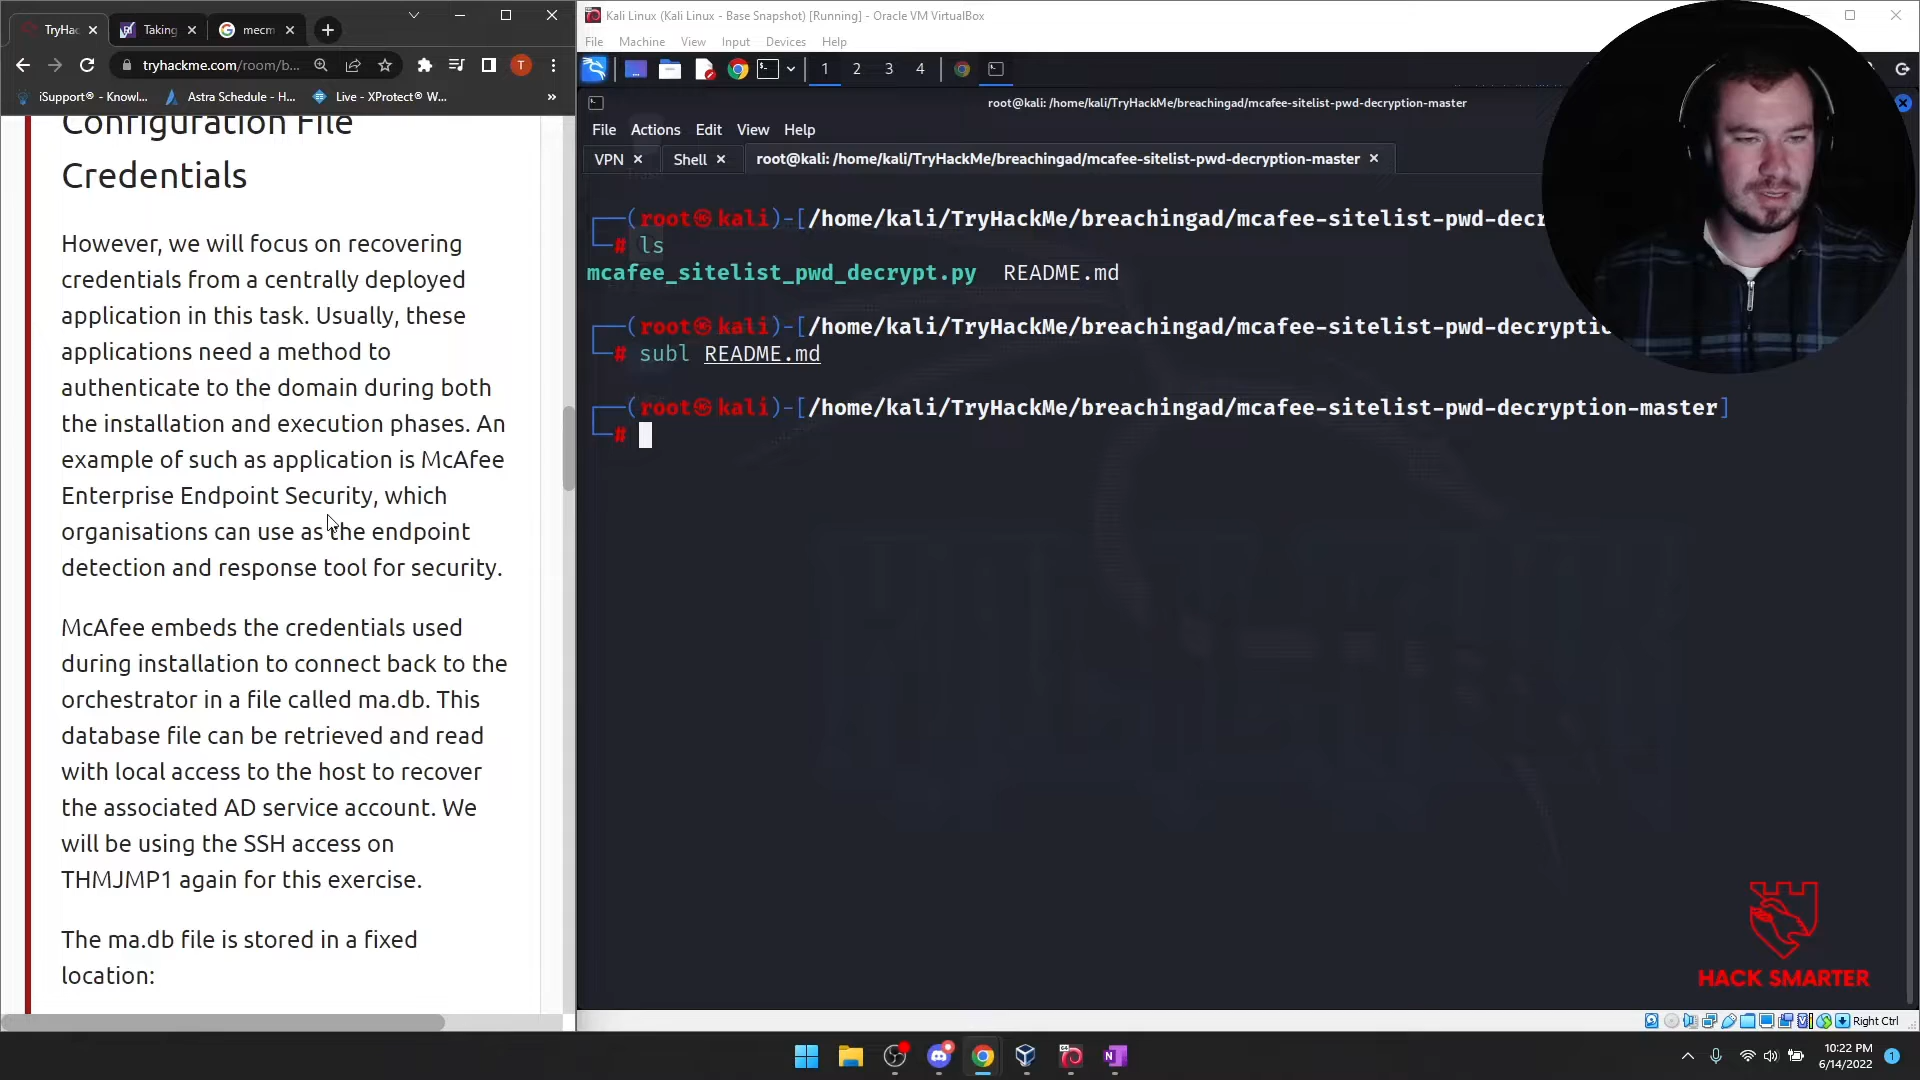 TryHac
Taking
mecm
tryhackme.com/room/b...
iSupport® - Knowl...
Astra Schedule - H...
Live - XProtect® W...
»
Configuration File
Credentials
However, we will focus on recovering
credentials from a centrally deployed
application in this task. Usually, these
applications need a method to
authenticate to the domain during both
the installation and execution phases. An
example of such as application is McAfee
Enterprise Endpoint Security, which
organisations can use as the endpoint
detection and response tool for security.
McAfee embeds the credentials used
during installation to connect back to the
orchestrator in a file called ma.db. This
database file can be retrieved and read
with local access to the host to recover
the associated AD service account. We
will be using the SSH access on
THMJMP1 again for this exercise.
The ma.db file is stored in a fixed
location:
Kali Linux (Kali Linux - Base Snapshot) [Running] - Oracle VM VirtualBox
File Machine View Input Devices Help
1 2 3 4
root@kali: /home/kali/TryHackMe/breachingad/mcafee-sitelist-pwd-decryption-master
File Actions Edit View Help
VPN × Shell × root@kali: /home/kali/TryHackMe/breachingad/mcafee-sitelist-pwd-decryption-master ×
(root㉿kali)-[/home/kali/TryHackMe/breachingad/mcafee-sitelist-pwd-decr
# ls
mcafee_sitelist_pwd_decrypt.py README.md
(root㉿kali)-[/home/kali/TryHackMe/breachingad/mcafee-sitelist-pwd-decryptio
# subl README.md
(root㉿kali)-[/home/kali/TryHackMe/breachingad/mcafee-sitelist-pwd-decryption-master]
#
HACK SMARTER
Right Ctrl
10:22 PM
6/14/2022
1